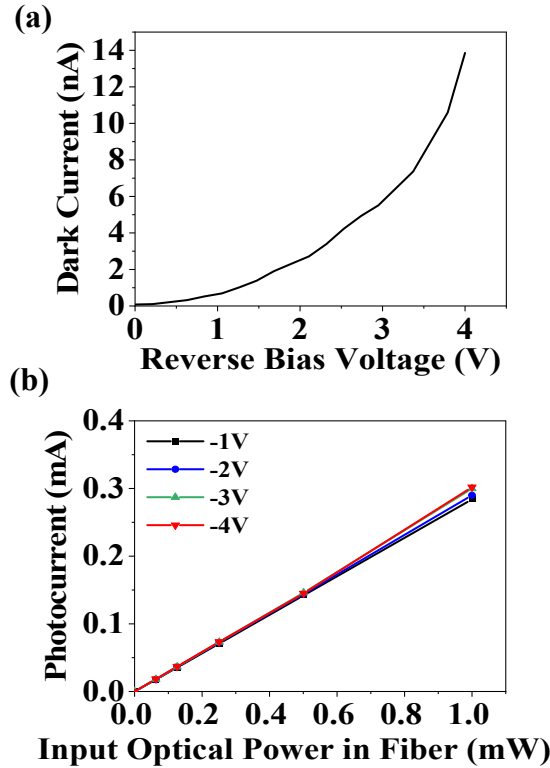 (a)
Dark Current (nA)
14
12
10
8
6
4
2
0
0 1 2 3 4
Reverse Bias Voltage (V)
(b)
Photocurrent (mA)
0.4
0.3
0.2
0.1
0.0
-1V
-2V
-3V
-4V
0.0 0.2 0.4 0.6 0.8 1.0
Input Optical Power in Fiber (mW)